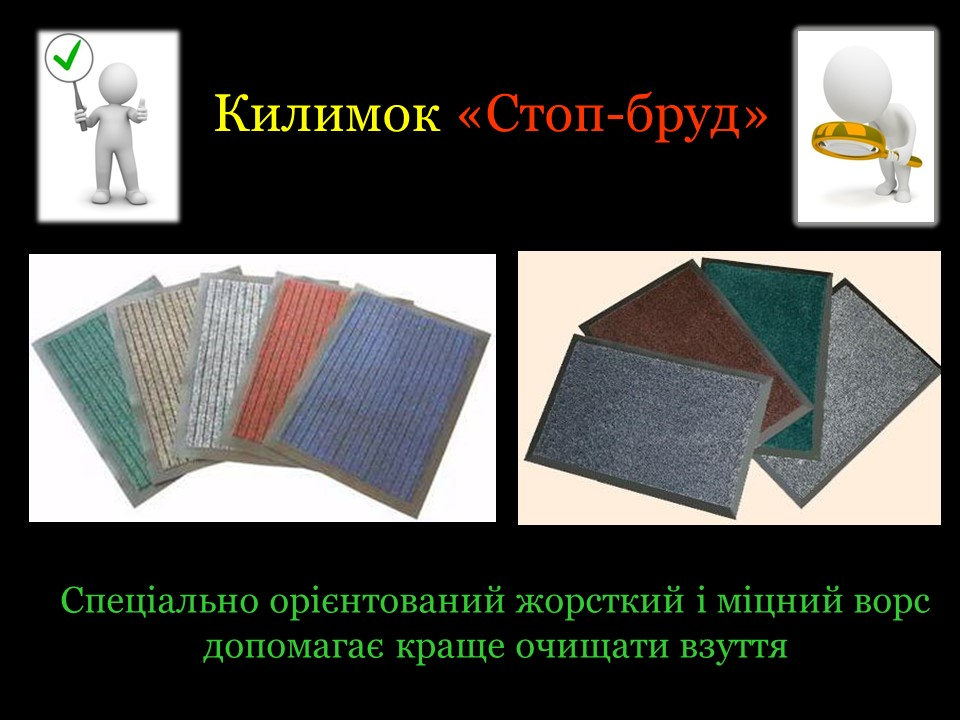 Килимок «Стоп-бруд»
Спеціально орієнтований жорсткий і міцний ворс
допомагає краще очищати взуття